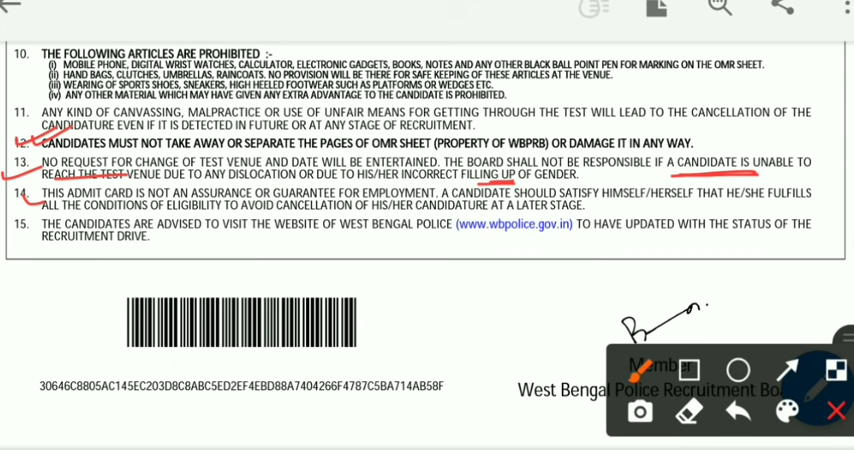 10. THE FOLLOWING ARTICLES ARE PROHIBITED :-
(i) MOBILE PHONE, DIGITAL WRIST WATCHES, CALCULATOR, ELECTRONIC GADGETS, BOOKS, NOTES AND ANY OTHER BLACK BALL POINT PEN FOR MARKING ON THE OMR SHEET.
(ii) HAND BAGS, CLUTCHES, UMBRELLAS, RAINCOATS. NO PROVISION WILL BE THERE FOR SAFE KEEPING OF THESE ARTICLES AT THE VENUE.
(iii) WEARING OF SPORTS SHOES, SNEAKERS, HIGH HEELED FOOTWEAR SUCH AS PLATFORMS OR WEDGES ETC.
(iv) ANY OTHER MATERIAL WHICH MAY HAVE GIVEN ANY EXTRA ADVANTAGE TO THE CANDIDATE IS PROHIBITED.
11. ANY KIND OF CANVASSING, MALPRACTICE OR USE OF UNFAIR MEANS FOR GETTING THROUGH THE TEST WILL LEAD TO THE CANCELLATION OF THE
CANDIDATURE EVEN IF IT IS DETECTED IN FUTURE OR AT ANY STAGE OF RECRUITMENT.
12. CANDIDATES MUST NOT TAKE AWAY OR SEPARATE THE PAGES OF OMR SHEET (PROPERTY OF WBPRB) OR DAMAGE IT IN ANY WAY.
13. NO REQUEST FOR CHANGE OF TEST VENUE AND DATE WILL BE ENTERTAINED. THE BOARD SHALL NOT BE RESPONSIBLE IF A CANDIDATE IS UNABLE TO
REACH THE TEST VENUE DUE TO ANY DISLOCATION OR DUE TO HIS/HER INCORRECT FILLING UP OF GENDER.
14. THIS ADMIT CARD IS NOT AN ASSURANCE OR GUARANTEE FOR EMPLOYMENT. A CANDIDATE SHOULD SATISFY HIMSELF/HERSELF THAT HE/SHE FULFILLS
ALL THE CONDITIONS OF ELIGIBILITY TO AVOID CANCELLATION OF HIS/HER CANDIDATURE AT A LATER STAGE.
15. THE CANDIDATES ARE ADVISED TO VISIT THE WEBSITE OF WEST BENGAL POLICE (www.wbpolice.gov.in) TO HAVE UPDATED WITH THE STATUS OF THE
RECRUITMENT DRIVE.
30646C8805AC145EC203D8C8ABC5ED2EF4EBD88A7404266F4787C5BA714AB58F
Member
West Bengal Police Recruitment Bo